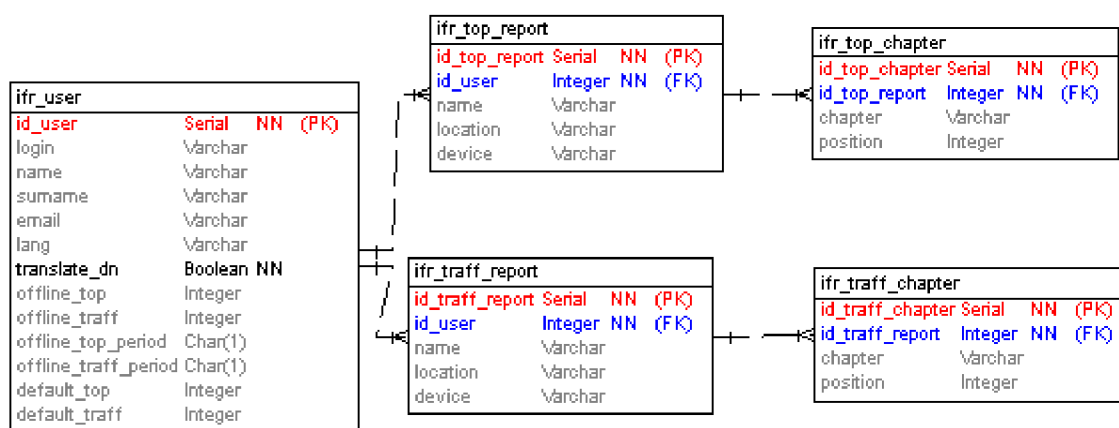 ifr_user
id_user Serial NN (PK)
login Varchar
name Varchar
surname Varchar
email Varchar
lang Varchar
translate_dn Boolean NN
offline_top Integer
offline_traff Integer
offline_top_period Char(1)
offline_traff_period Char(1)
default_top Integer
default_traff Integer
ifr_top_report
id_top_report Serial NN (PK)
id_user Integer NN (FK)
name Varchar
location Varchar
device Varchar
ifr_top_chapter
id_top_chapter Serial NN (PK)
id_top_report Integer NN (FK)
chapter Varchar
position Integer
ifr_traff_report
id_traff_report Serial NN (PK)
id_user Integer NN (FK)
name Varchar
location Varchar
device Varchar
ifr_traff_chapter
id_traff_chapter Serial NN (PK)
id_traff_report Integer NN (FK)
chapter Varchar
position Integer